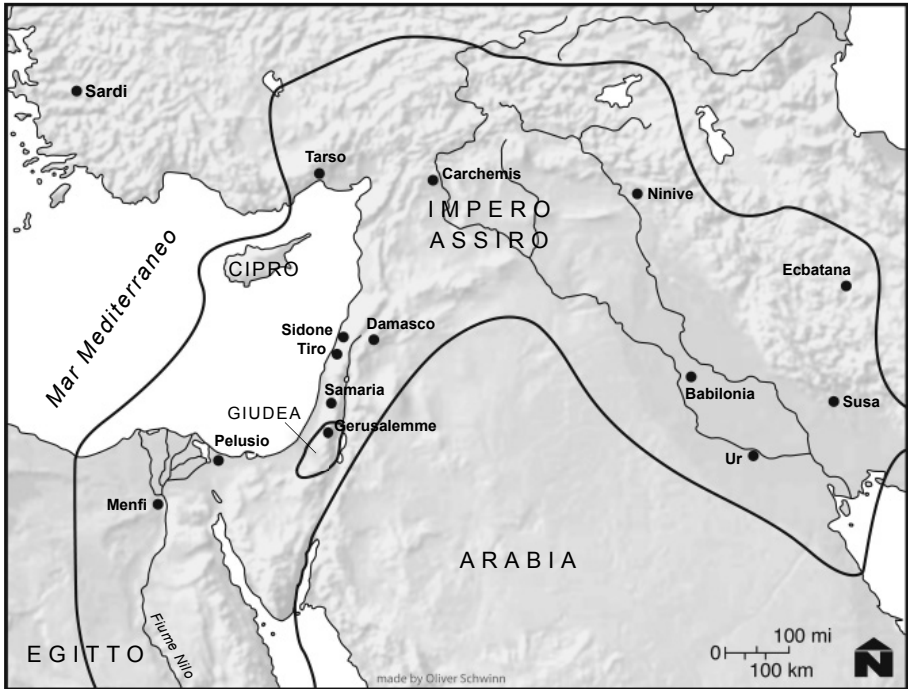 Sardi
Tarso
Carchemis
Ninive
IMPERO
ASSIRO
Mar Mediterraneo
CIPRO
Ecbatana
Sidone
Damasco
Tiro
Samaria
Babilonia
Susa
GIUDEA
Gerusalemme
Pelusio
Ur
Menfi
ARABIA
Fiume Nilo
EGITTO
100 mi
0
100 km
N
made by Oliver Schwinn